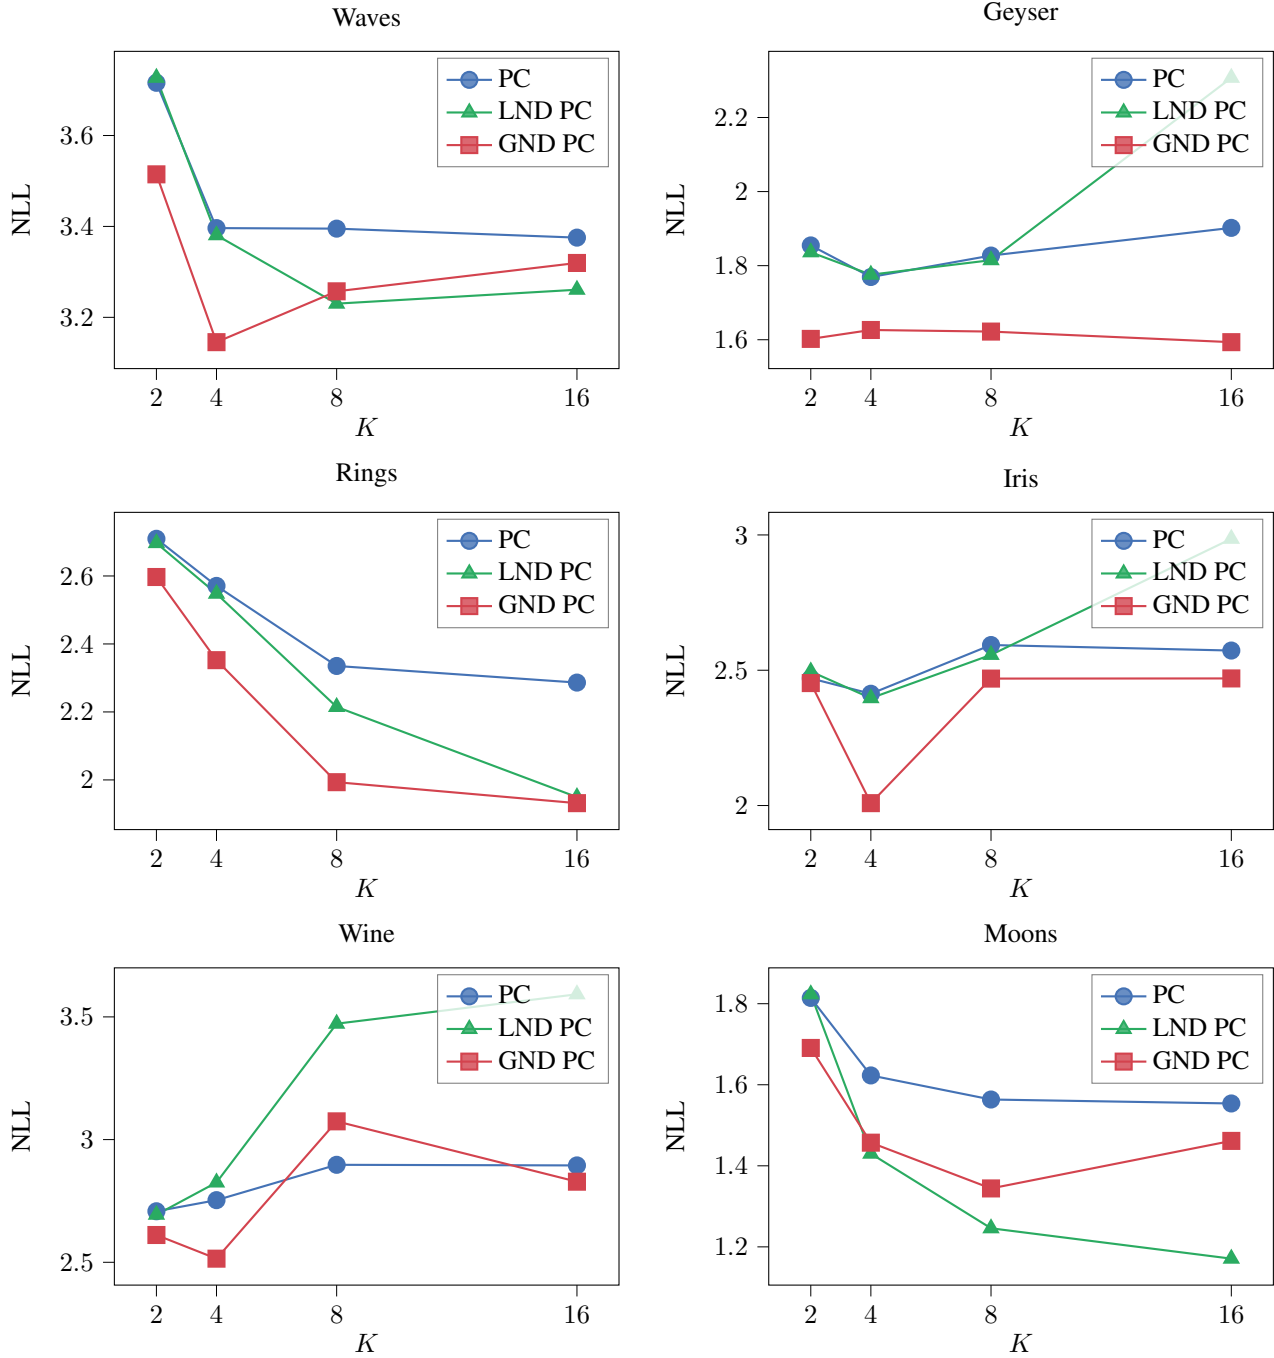 Waves
NLL
3.6
3.4
3.2
PC
LND PC
GND PC
2 4 8 16
K
Geyser
NLL
2.2
2
1.8
1.6
PC
LND PC
GND PC
2 4 8 16
K
Rings
NLL
2.6
2.4
2.2
2
PC
LND PC
GND PC
2 4 8 16
K
Iris
NLL
3
2.5
2
PC
LND PC
GND PC
2 4 8 16
K
Wine
NLL
3.5
3
2.5
PC
LND PC
GND PC
2 4 8 16
K
Moons
NLL
1.8
1.6
1.4
1.2
PC
LND PC
GND PC
2 4 8 16
K